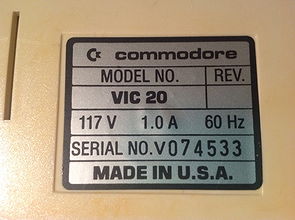 commodore
MODEL NO. REV.
VIC 20
117 V 1.0 A 60 Hz
SERIAL NO. V074533
MADE IN U.S.A.